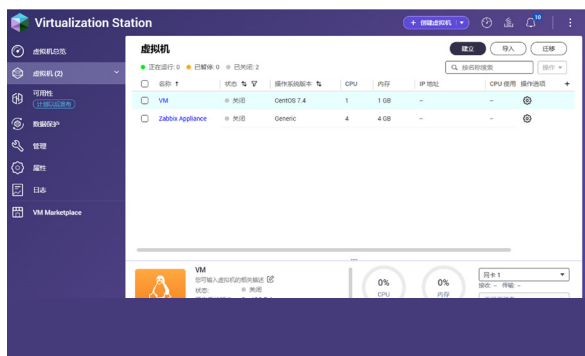 Virtualization Station
+ 创建虚拟机
10
虚拟机总览
虚拟机 (2)
可用性
(计划以后发布)
数据保护
管理
属性
日志
VM Marketplace
虚拟机
建立
导入
迁移
正在运行: 0 已暂停: 0 已关闭: 2
按名称搜索
操作
名称 状态 操作系统版本 CPU 内存 IP 地址 CPU 使用 操作选项 +
VM 关闭 CentOS 7.4 1 1 GB – –
Zabbix Appliance 关闭 Generic 4 4 GB – –
VM
您可输入虚拟机的相关描述
状态: 关闭
0%
CPU
0%
内存
网卡 1
接收: – 传输: –